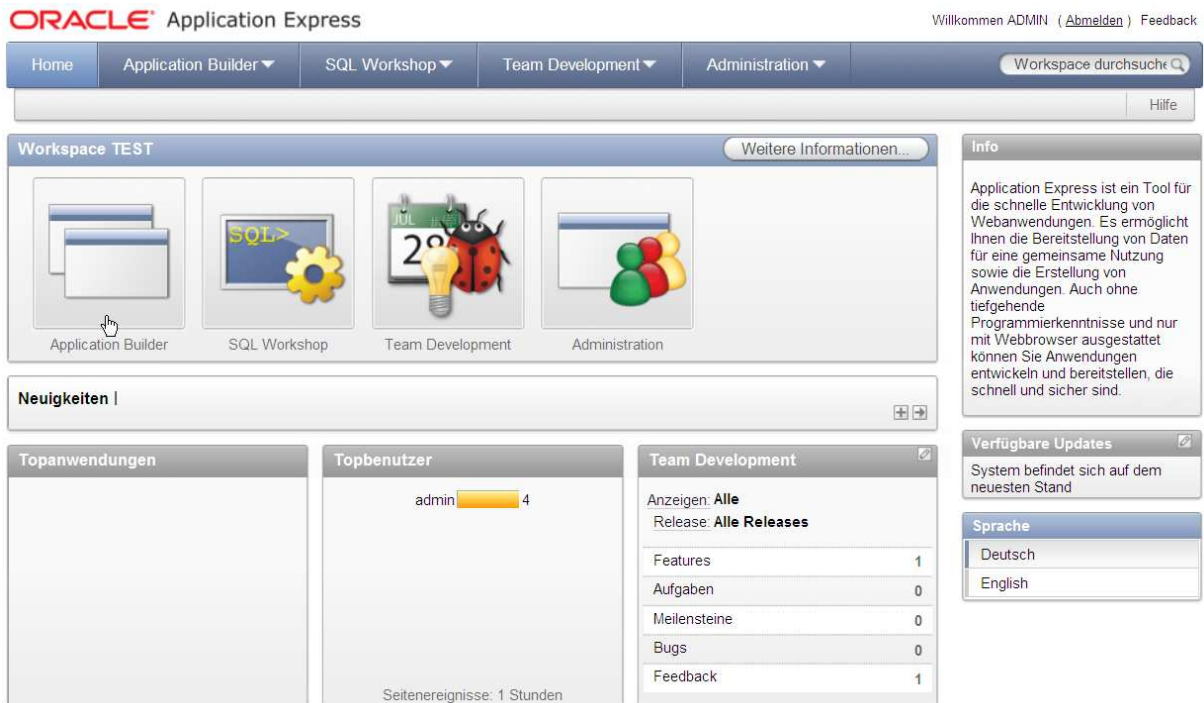 ORACLE Application Express
Willkommen ADMIN ( Abmelden ) Feedback
Home
Application Builder
SQL Workshop
Team Development
Administration
Workspace durchsuche
Hilfe
Workspace TEST
Weitere Informationen...
SQL>
JUL
28
Application Builder
SQL Workshop
Team Development
Administration
Neuigkeiten |
Topanwendungen
Topbenutzer
admin 4
Seitenereignisse: 1 Stunden
Team Development
Anzeigen: Alle
Release: Alle Releases
Features 1
Aufgaben 0
Meilensteine 0
Bugs 0
Feedback 1
Info
Application Express ist ein Tool für
die schnelle Entwicklung von
Webanwendungen. Es ermöglicht
Ihnen die Bereitstellung von Daten
für eine gemeinsame Nutzung
sowie die Erstellung von
Anwendungen. Auch ohne
tiefgehende
Programmierkenntnisse und nur
mit Webbrowser ausgestattet
können Sie Anwendungen
entwickeln und bereitstellen, die
schnell und sicher sind.
Verfügbare Updates
System befindet sich auf dem
neuesten Stand
Sprache
Deutsch
English